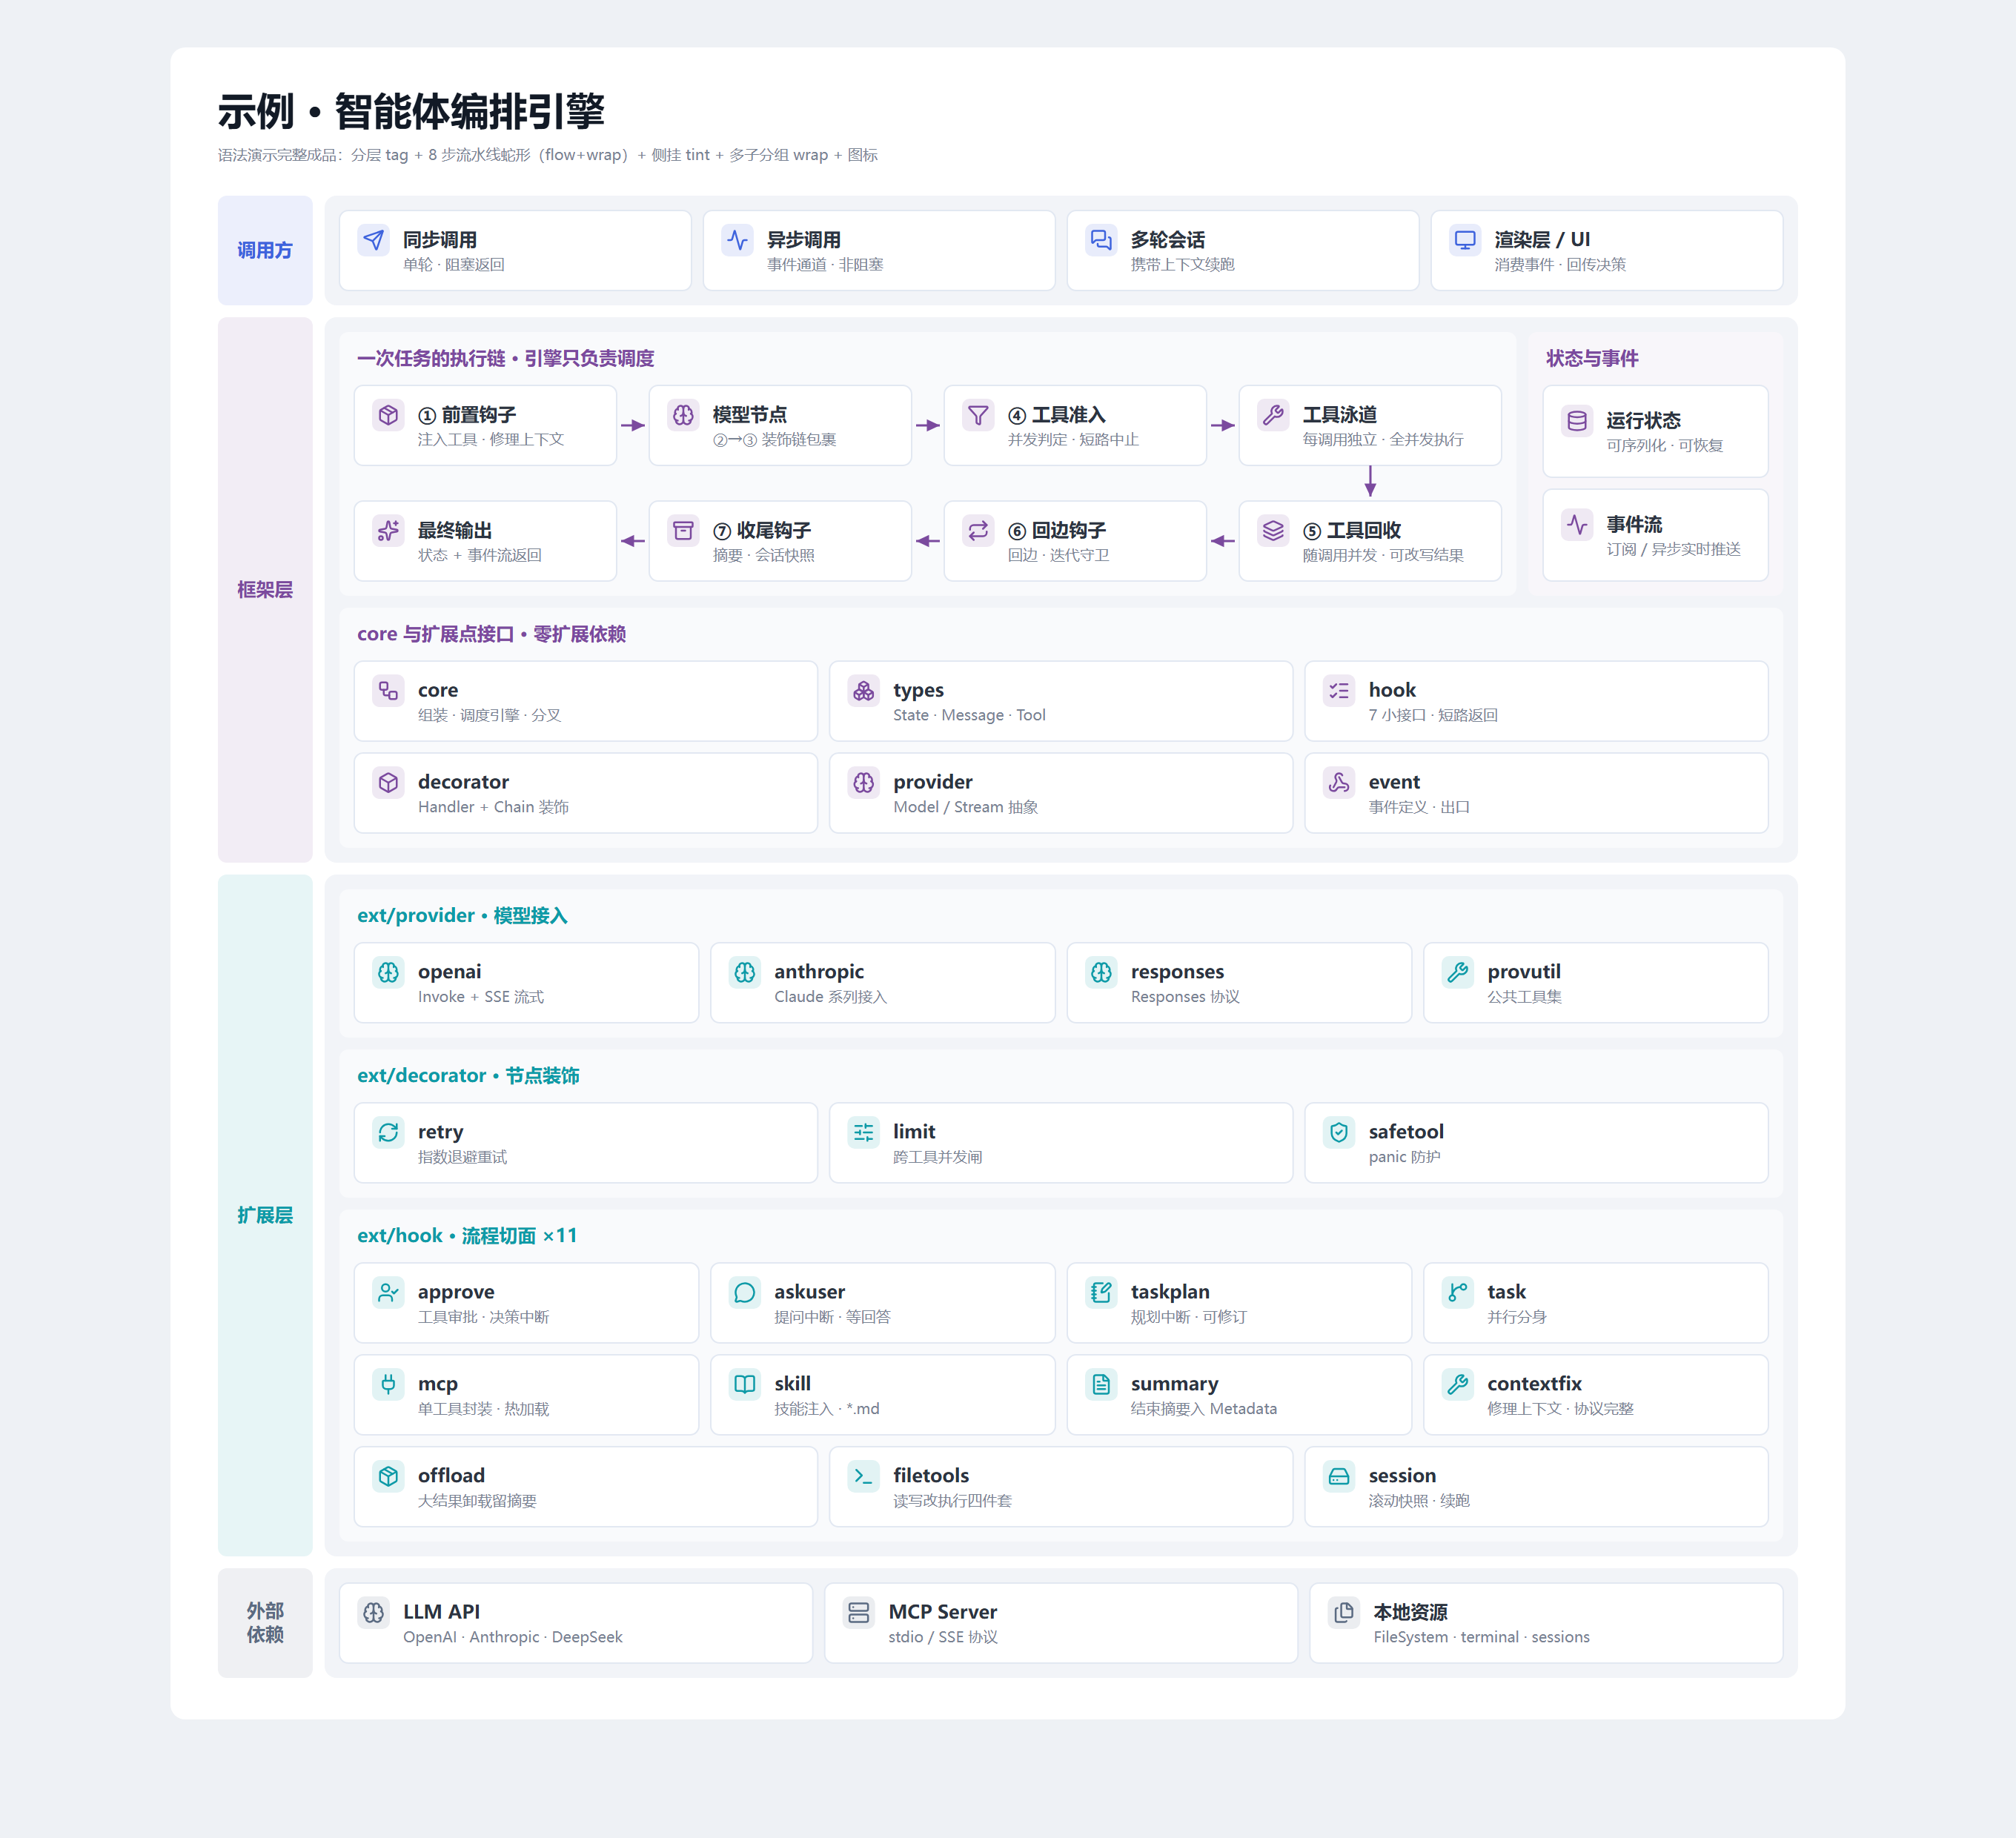 示例 · 智能体编排引擎
语法演示完整成品：分层 tag + 8 步流水线蛇形（flow+wrap）+ 侧挂 tint + 多子分组 wrap + 图标
调用方
同步调用
单轮 · 阻塞返回
异步调用
事件通道 · 非阻塞
多轮会话
携带上下文续跑
渲染层 / UI
消费事件 · 回传决策
框架层
一次任务的执行链 · 引擎只负责调度
① 前置钩子
注入工具 · 修理上下文
模型节点
②→③ 装饰链包裹
④ 工具准入
并发判定 · 短路中止
工具泳道
每调用独立 · 全并发执行
最终输出
状态 + 事件流返回
⑦ 收尾钩子
摘要 · 会话快照
⑥ 回边钩子
回边 · 迭代守卫
⑤ 工具回收
随调用并发 · 可改写结果
状态与事件
运行状态
可序列化 · 可恢复
事件流
订阅 / 异步实时推送
core 与扩展点接口 · 零扩展依赖
core
组装 · 调度引擎 · 分叉
types
State · Message · Tool
hook
7 小接口 · 短路返回
decorator
Handler + Chain 装饰
provider
Model / Stream 抽象
event
事件定义 · 出口
扩展层
ext/provider · 模型接入
openai
Invoke + SSE 流式
anthropic
Claude 系列接入
responses
Responses 协议
provutil
公共工具集
ext/decorator · 节点装饰
retry
指数退避重试
limit
跨工具并发闸
safetool
panic 防护
ext/hook · 流程切面 ×11
approve
工具审批 · 决策中断
askuser
提问中断 · 等回答
taskplan
规划中断 · 可修订
task
并行分身
mcp
单工具封装 · 热加载
skill
技能注入 · *.md
summary
结束摘要入 Metadata
contextfix
修理上下文 · 协议完整
offload
大结果卸载留摘要
filetools
读写改执行四件套
session
滚动快照 · 续跑
外部
依赖
LLM API
OpenAI · Anthropic · DeepSeek
MCP Server
stdio / SSE 协议
本地资源
FileSystem · terminal · sessions